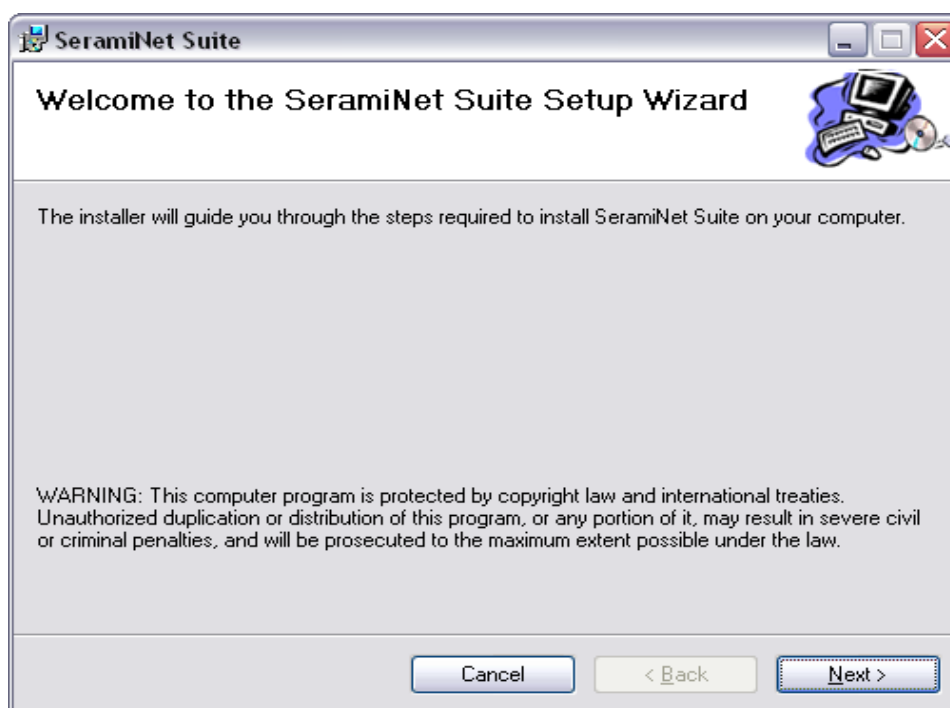 SeramiNet Suite
Welcome to the SeramiNet Suite Setup Wizard
The installer will guide you through the steps required to install SeramiNet Suite on your computer.
WARNING: This computer program is protected by copyright law and international treaties.
Unauthorized duplication or distribution of this program, or any portion of it, may result in severe civil
or criminal penalties, and will be prosecuted to the maximum extent possible under the law.
Cancel
< Back
Next >